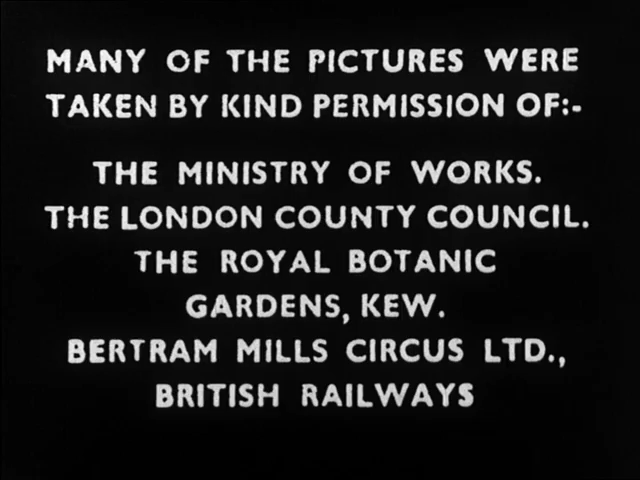 MANY OF THE PICTURES WERE
TAKEN BY KIND PERMISSION OF:-
THE MINISTRY OF WORKS.
THE LONDON COUNTY COUNCIL.
THE ROYAL BOTANIC
GARDENS, KEW.
BERTRAM MILLS CIRCUS LTD.,
BRITISH RAILWAYS